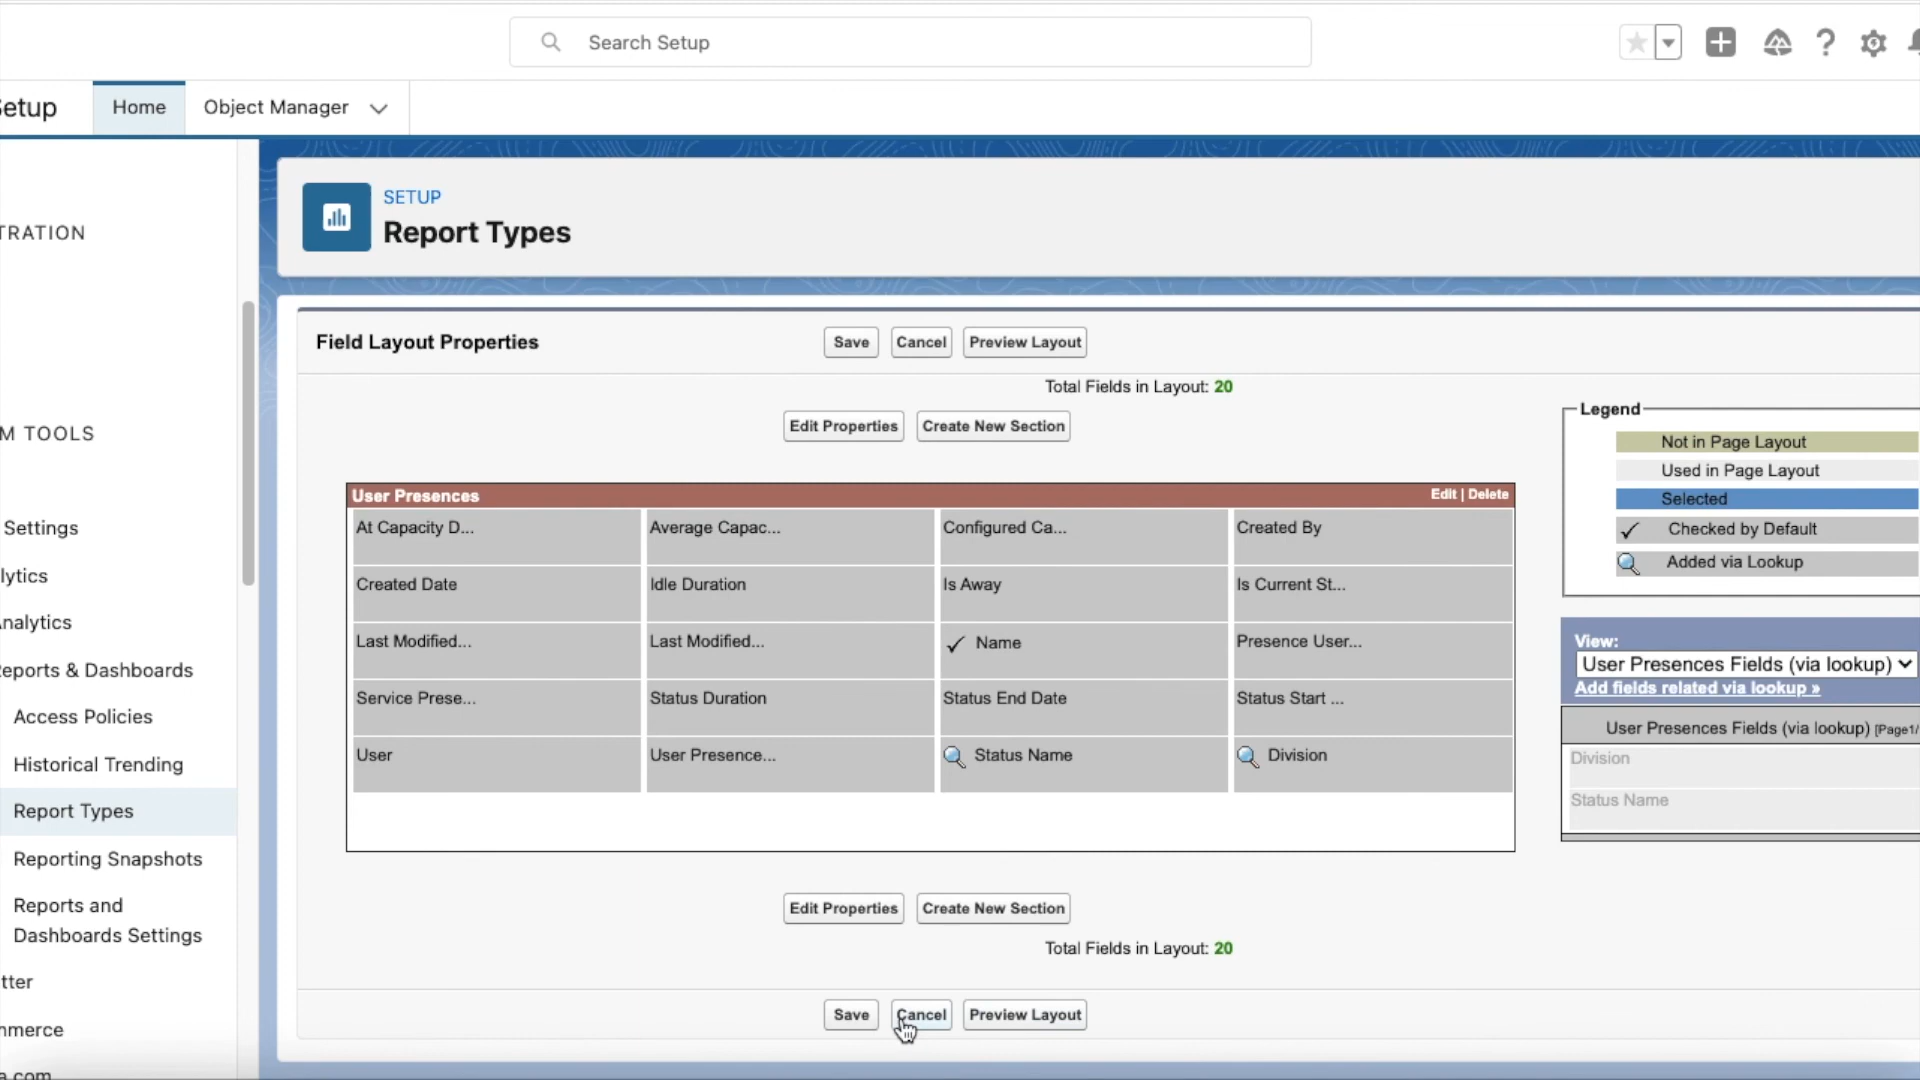 Search Setup
Setup
Home
Object Manager
TRATION
M TOOLS
Settings
lytics
Analytics
Reports & Dashboards
Access Policies
Historical Trending
Report Types
Reporting Snapshots
Reports and
Dashboards Settings
tter
mmerce
a.com
SETUP
Report Types
Field Layout Properties
Save
Cancel
Preview Layout
Total Fields in Layout: 20
Edit Properties
Create New Section
User Presences
Edit | Delete
At Capacity D...
Average Capac...
Configured Ca...
Created By
Created Date
Idle Duration
Is Away
Is Current St...
Last Modified...
Last Modified...
Name
Presence User...
Service Prese...
Status Duration
Status End Date
Status Start ...
User
User Presence...
Status Name
Division
Edit Properties
Create New Section
Total Fields in Layout: 20
Save
Cancel
Preview Layout
Legend
Not in Page Layout
Used in Page Layout
Selected
Checked by Default
Added via Lookup
View:
User Presences Fields (via lookup)
Add fields related via lookup »
User Presences Fields (via lookup) [Page1/
Division
Status Name